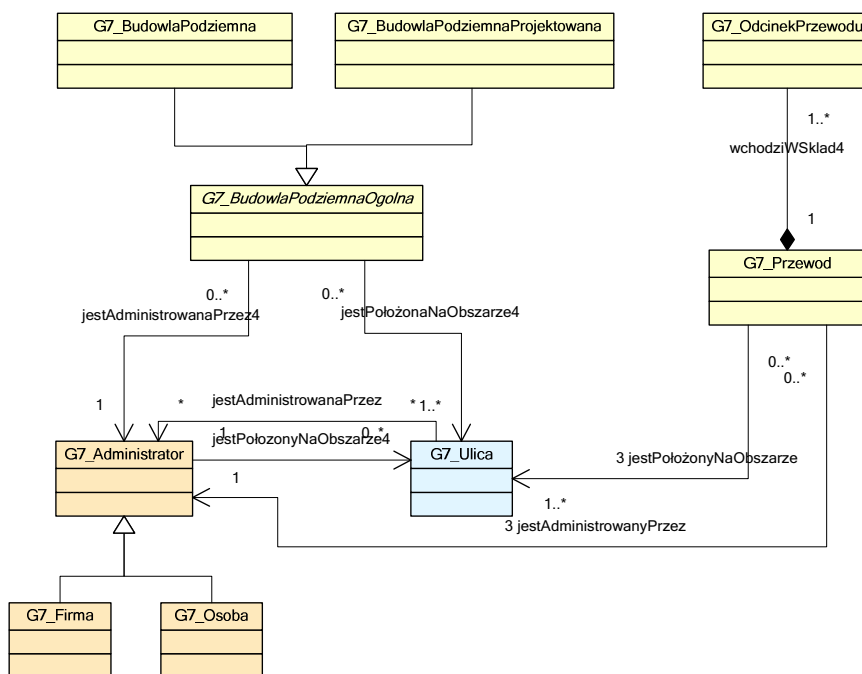 G7_BudowlaPodziemna
G7_BudowlaPodziemnaProjektowana
G7_OdcinekPrzewodu
1..*
wchodziWSklad4
1
G7_BudowlaPodziemnaOgolna
G7_Przewod
0..*
0..*
jestAdministrowanaPrzez4
jestPołożonaNaObszarze4
0..*
0..*
1
*
jestAdministrowanaPrzez
*
1..*
1
0..*
jestPołozonyNaObszarze4
G7_Administrator
G7_Ulica
3 jestPołożonyNaObszarze
1
1..*
3 jestAdministrowanyPrzez
G7_Firma
G7_Osoba